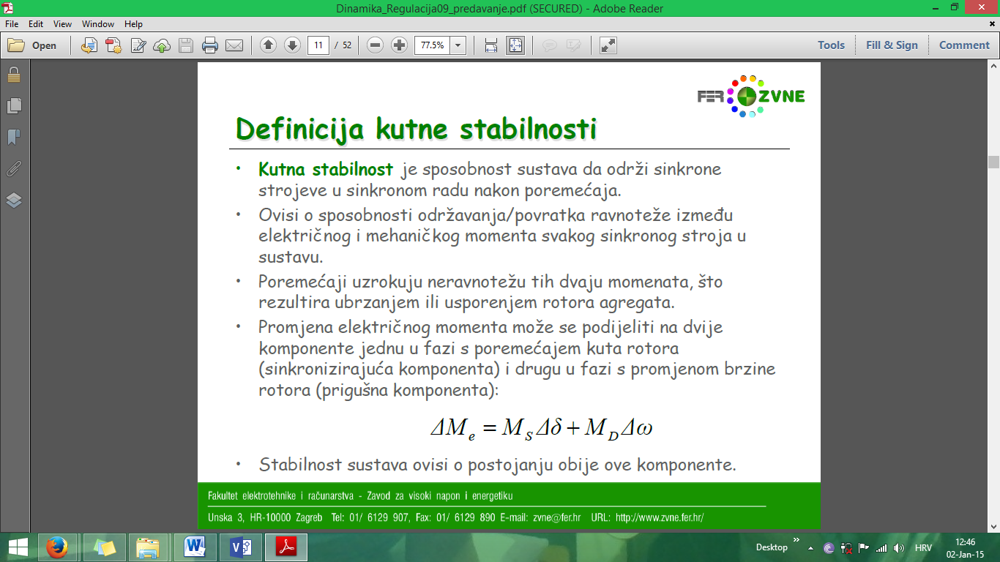 Dinamika_Regulacija09_predavanje.pdf (SECURED) - Adobe Reader
File Edit View Window Help
Open 11 / 52 77.5% Tools Fill & Sign Comment
FER ZVNE
Definicija kutne stabilnosti
• Kutna stabilnost je sposobnost sustava da održi sinkrone
strojeve u sinkronom radu nakon poremećaja.
• Ovisi o sposobnosti održavanja/povratka ravnoteže između
električnog i mehaničkog momenta svakog sinkronog stroja u
sustavu.
• Poremećaji uzrokuju neravnotežu tih dvaju momenata, što
rezultira ubrzanjem ili usporenjem rotora agregata.
• Promjena električnog momenta može se podijeliti na dvije
komponente jednu u fazi s poremećajem kuta rotora
(sinkronizirajuća komponenta) i drugu u fazi s promjenom brzine
rotora (prigušna komponenta):
ΔM_e = M_S Δδ + M_D Δω
• Stabilnost sustava ovisi o postojanju obije ove komponente.
Fakultet elektrotehnike i računarstva - Zavod za visoki napon i energetiku
Unska 3, HR-10000 Zagreb Tel: 01/ 6129 907, Fax: 01/ 6129 890 E-mail: zvne@fer.hr URL: http://www.zvne.fer.hr/
Desktop » HRV 12:46
02-Jan-15